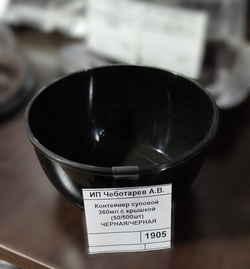 ИП Чеботарев А.В.
Контейнер суповой
360мл с крышкой
(50/500шт)
ЧЕРНАЯ/ЧЕРНАЯ
1905